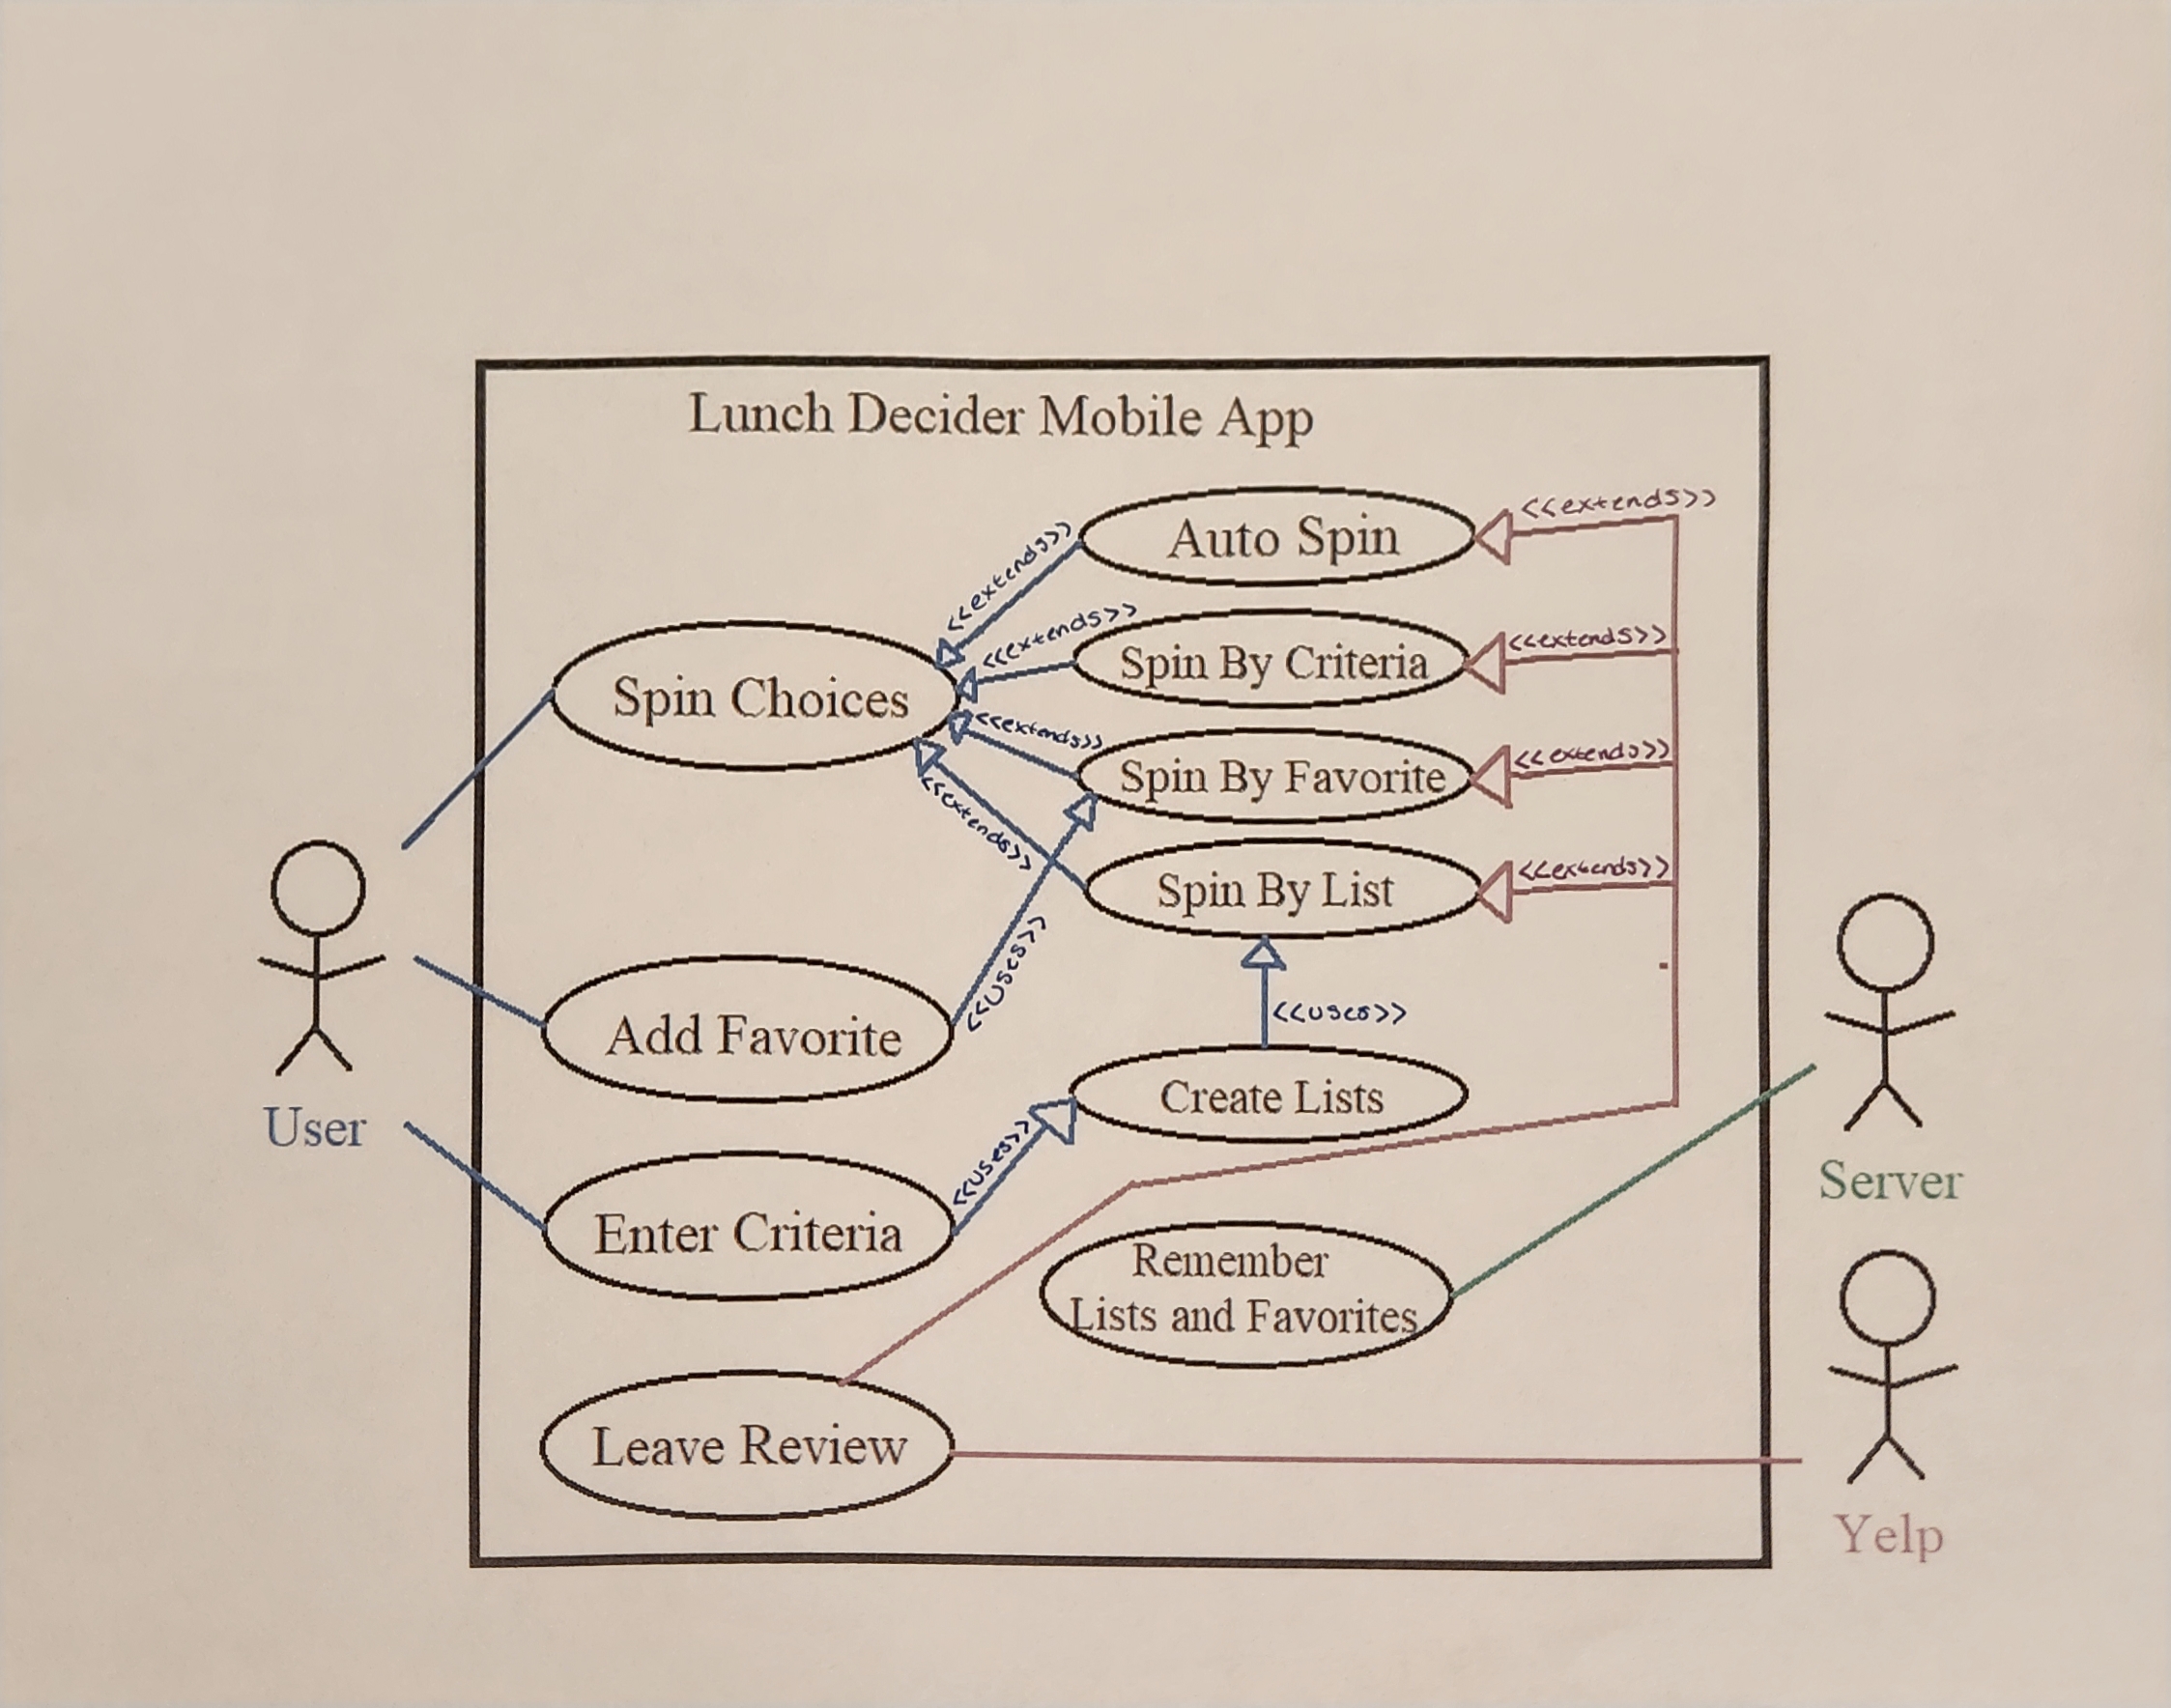 Lunch Decider Mobile App
<<extends>>
Auto Spin
<<extends>>
<<extends>>
Spin By Criteria
<<extends>>
Spin Choices
<<extends>>
Spin By Favorite
<<extends>>
<<extends>>
Spin By List
<<extends>>
<<uses>>
Add Favorite
<<uses>>
Create Lists
User
<<uses>>
Enter Criteria
Server
Remember
Lists and Favorites
Leave Review
Yelp